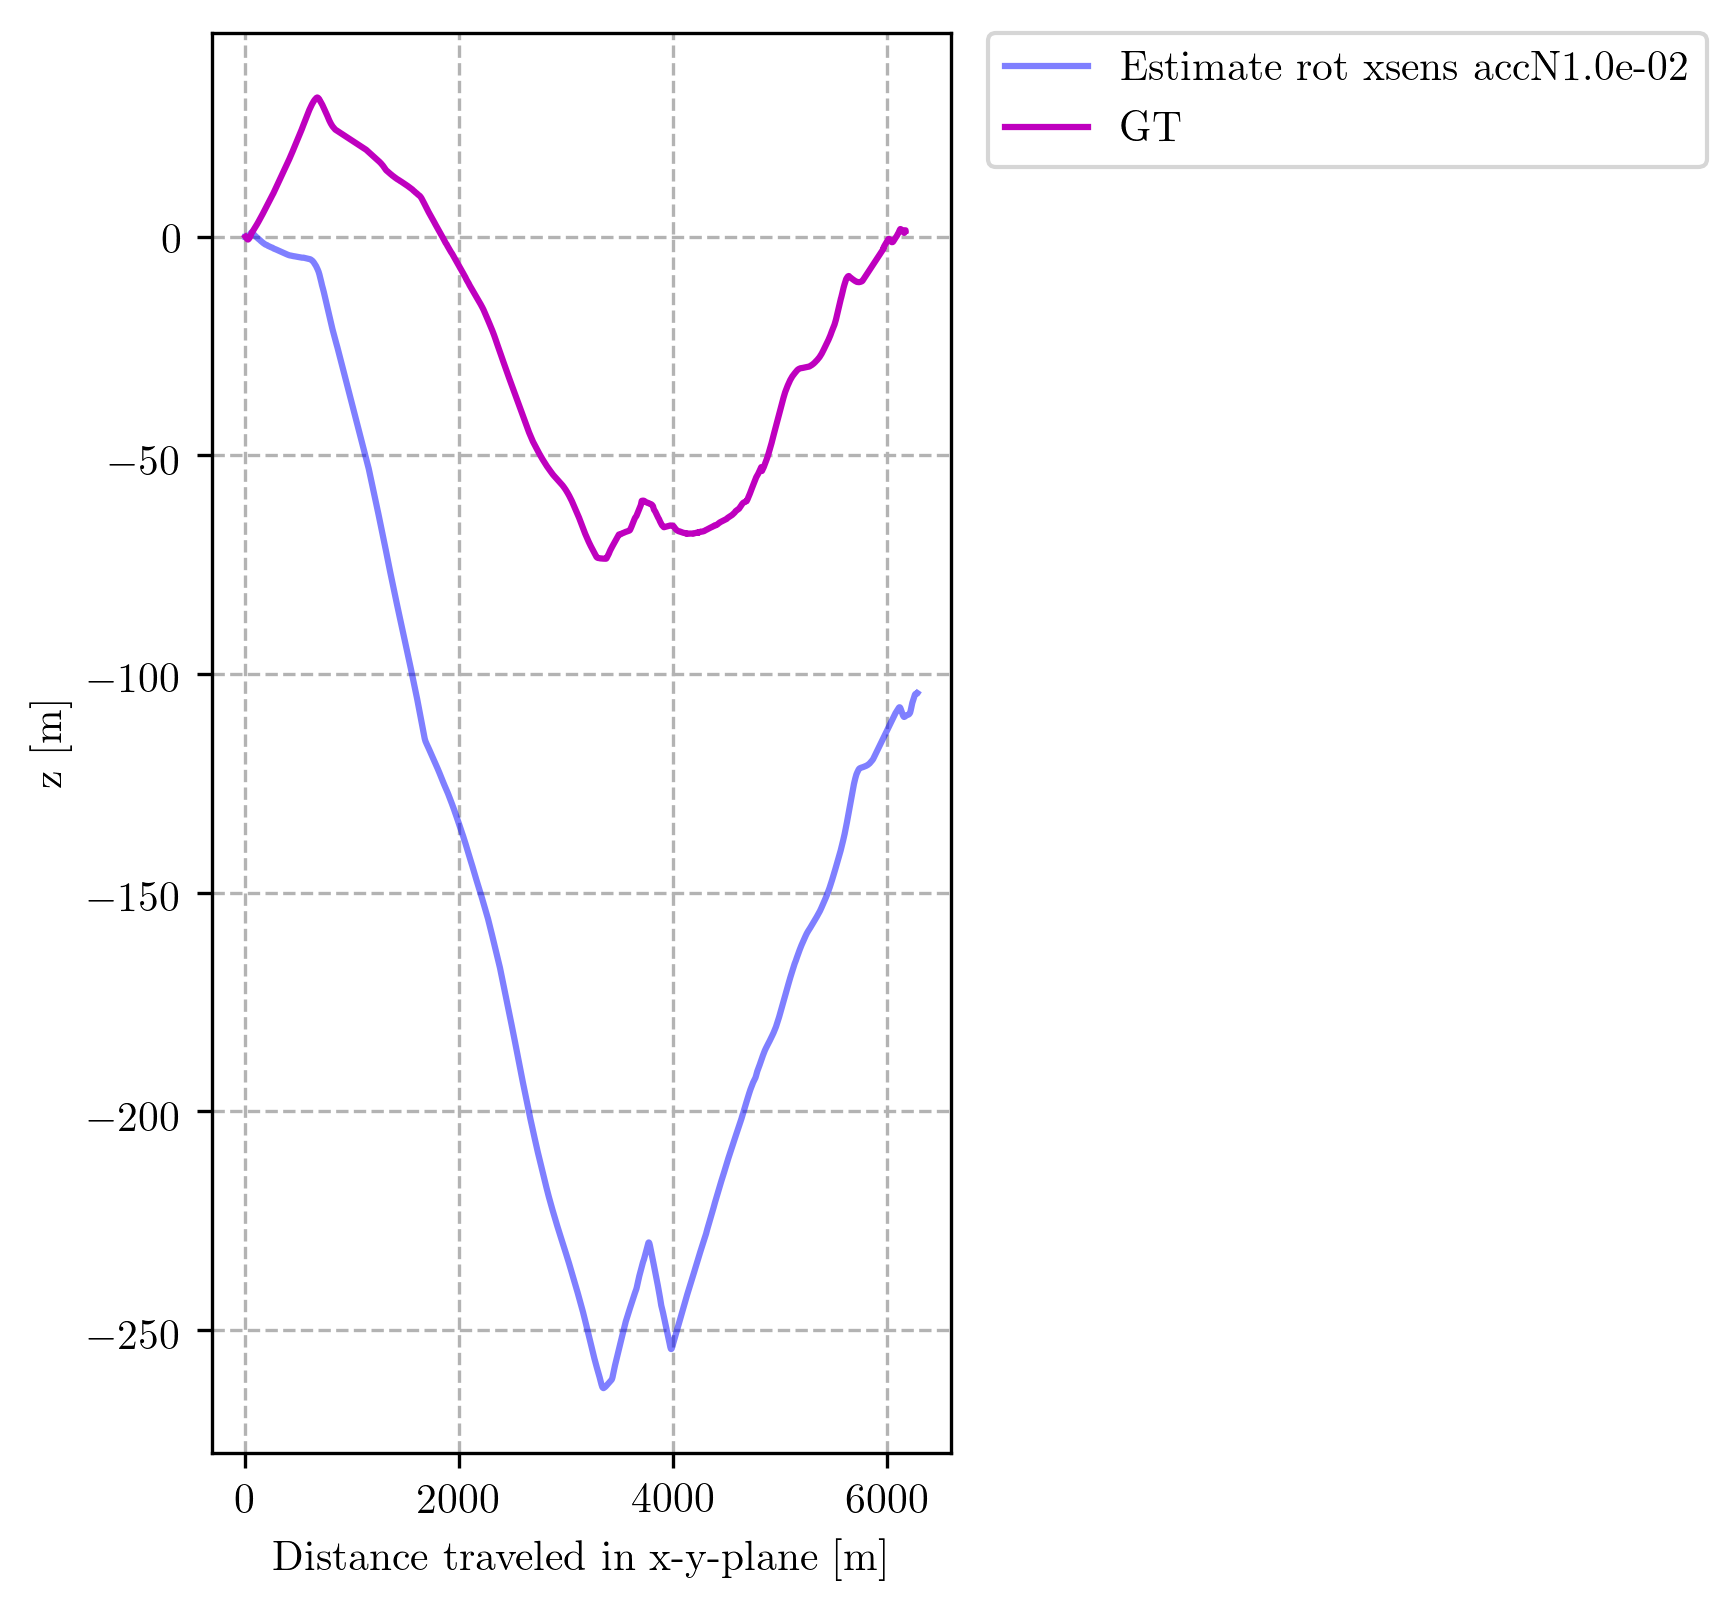 Estimate rot xsens accN1.0e-02
GT
0
−50
−100
−150
−200
−250
z [m]
0 2000 4000 6000
Distance traveled in x-y-plane [m]